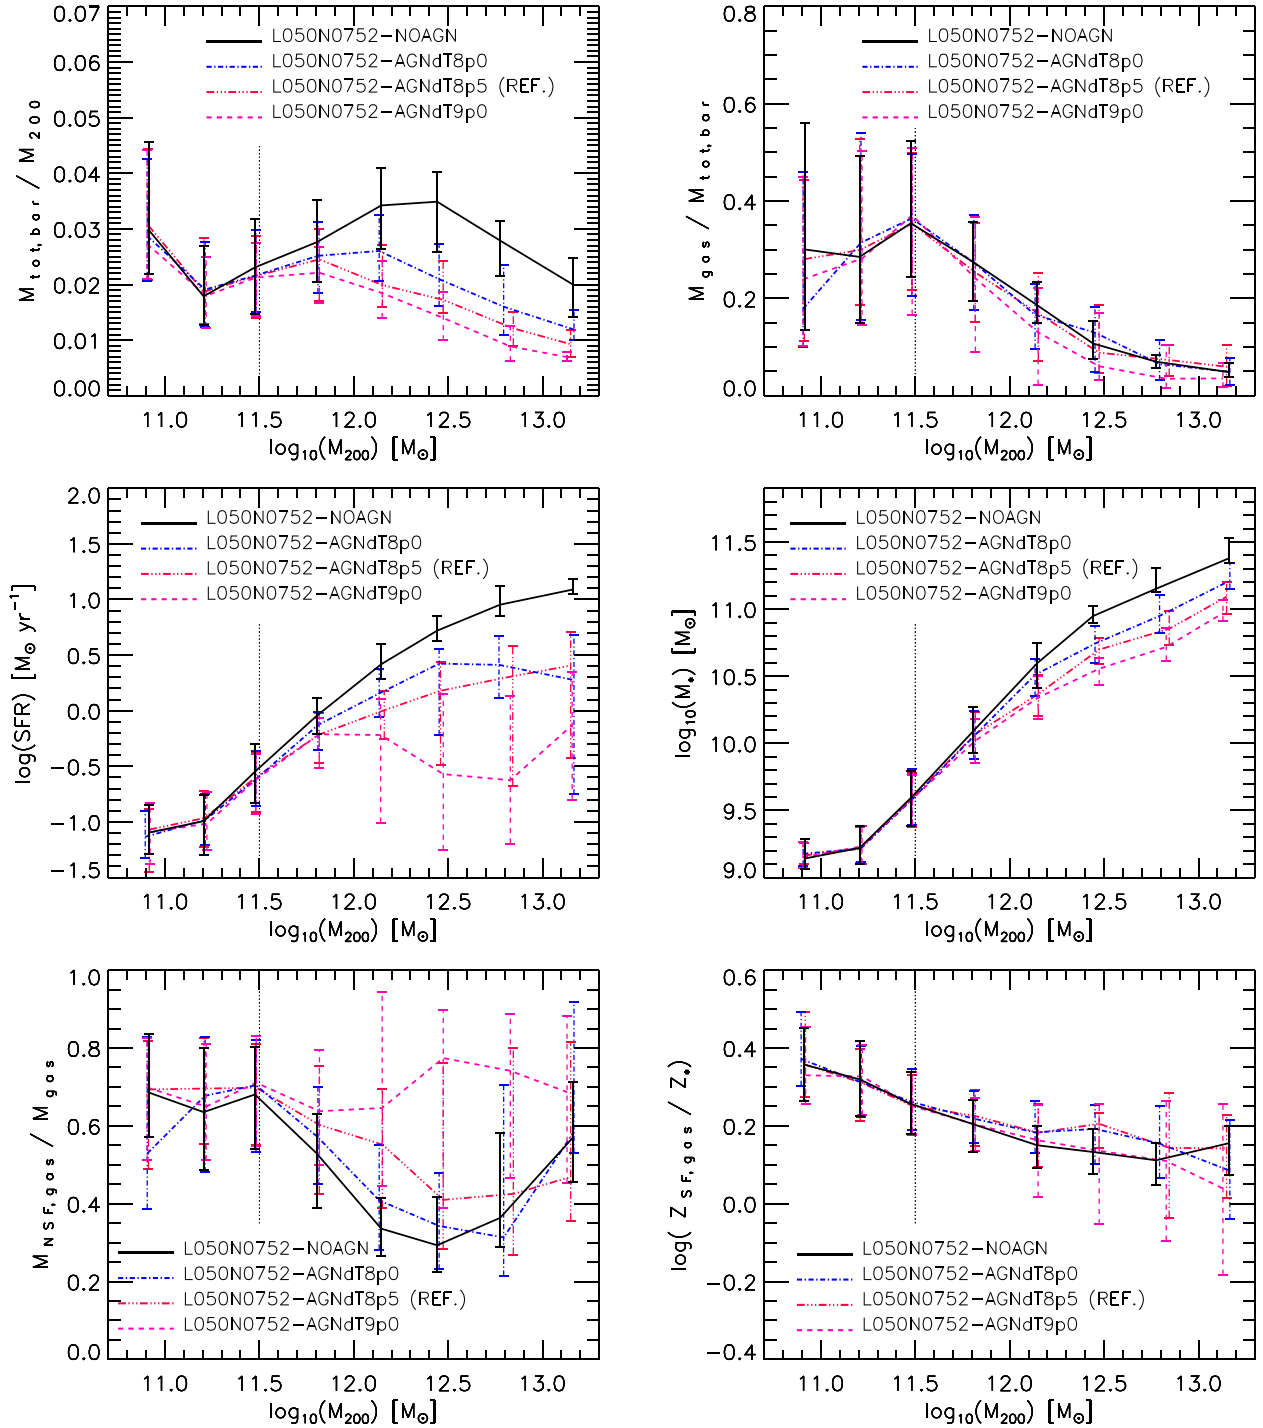 0.07
0.06
0.05
0.04
0.03
0.02
0.01
0.00
M_tot,bar / M_200
L050N0752-NOAGN
L050N0752-AGNdT8p0
L050N0752-AGNdT8p5 (REF.)
L050N0752-AGNdT9p0
11.0 11.5 12.0 12.5 13.0
log10(M200) [M⊙]
0.8
0.6
0.4
0.2
0.0
M_gas / M_tot,bar
L050N0752-NOAGN
L050N0752-AGNdT8p0
L050N0752-AGNdT8p5 (REF.)
L050N0752-AGNdT9p0
11.0 11.5 12.0 12.5 13.0
log10(M200) [M⊙]
2.0
1.5
1.0
0.5
0.0
−0.5
−1.0
−1.5
log(SFR) [M⊙ yr−1]
L050N0752-NOAGN
L050N0752-AGNdT8p0
L050N0752-AGNdT8p5 (REF.)
L050N0752-AGNdT9p0
11.0 11.5 12.0 12.5 13.0
log10(M200) [M⊙]
11.5
11.0
10.5
10.0
9.5
9.0
log10(M*) [M⊙]
L050N0752-NOAGN
L050N0752-AGNdT8p0
L050N0752-AGNdT8p5 (REF.)
L050N0752-AGNdT9p0
11.0 11.5 12.0 12.5 13.0
log10(M200) [M⊙]
1.0
0.8
0.6
0.4
0.2
0.0
M_NSF,gas / M_gas
L050N0752-NOAGN
L050N0752-AGNdT8p0
L050N0752-AGNdT8p5 (REF.)
L050N0752-AGNdT9p0
11.0 11.5 12.0 12.5 13.0
log10(M200) [M⊙]
0.6
0.4
0.2
0.0
−0.2
−0.4
log( Z_SF,gas / Z* )
L050N0752-NOAGN
L050N0752-AGNdT8p0
L050N0752-AGNdT8p5 (REF.)
L050N0752-AGNdT9p0
11.0 11.5 12.0 12.5 13.0
log10(M200) [M⊙]